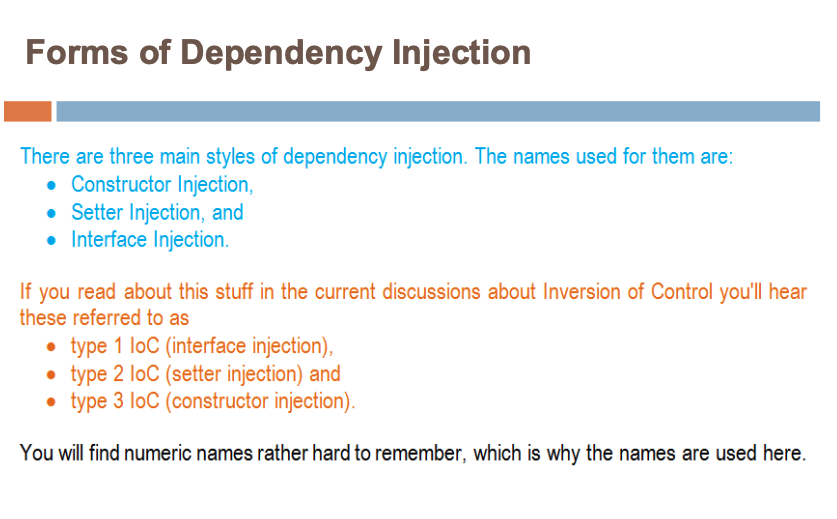 Forms of Dependency Injection
There are three main styles of dependency injection. The names used for them are:
• Constructor Injection,
• Setter Injection, and
• Interface Injection.
If you read about this stuff in the current discussions about Inversion of Control you'll hear
these referred to as
• type 1 IoC (interface injection),
• type 2 IoC (setter injection) and
• type 3 IoC (constructor injection).
You will find numeric names rather hard to remember, which is why the names are used here.